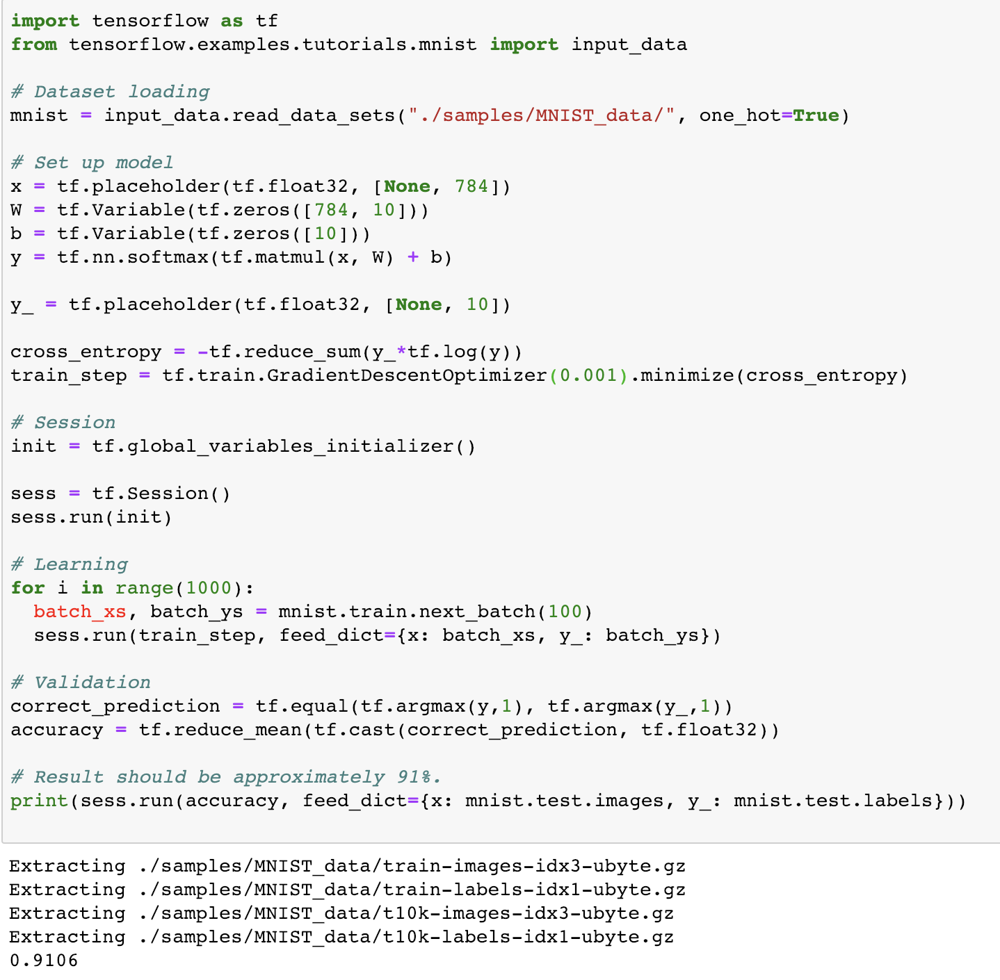 import tensorflow as tf
from tensorflow.examples.tutorials.mnist import input_data
# Dataset loading
mnist = input_data.read_data_sets("./samples/MNIST_data/", one_hot=True)
# Set up model
x = tf.placeholder(tf.float32, [None, 784])
W = tf.Variable(tf.zeros([784, 10]))
b = tf.Variable(tf.zeros([10]))
y = tf.nn.softmax(tf.matmul(x, W) + b)
y_ = tf.placeholder(tf.float32, [None, 10])
cross_entropy = -tf.reduce_sum(y_*tf.log(y))
train_step = tf.train.GradientDescentOptimizer(0.001).minimize(cross_entropy)
# Session
init = tf.global_variables_initializer()
sess = tf.Session()
sess.run(init)
# Learning
for i in range(1000):
  batch_xs, batch_ys = mnist.train.next_batch(100)
  sess.run(train_step, feed_dict={x: batch_xs, y_: batch_ys})
# Validation
correct_prediction = tf.equal(tf.argmax(y,1), tf.argmax(y_,1))
accuracy = tf.reduce_mean(tf.cast(correct_prediction, tf.float32))
# Result should be approximately 91%.
print(sess.run(accuracy, feed_dict={x: mnist.test.images, y_: mnist.test.labels}))
Extracting ./samples/MNIST_data/train-images-idx3-ubyte.gz
Extracting ./samples/MNIST_data/train-labels-idx1-ubyte.gz
Extracting ./samples/MNIST_data/t10k-images-idx3-ubyte.gz
Extracting ./samples/MNIST_data/t10k-labels-idx1-ubyte.gz
0.9106